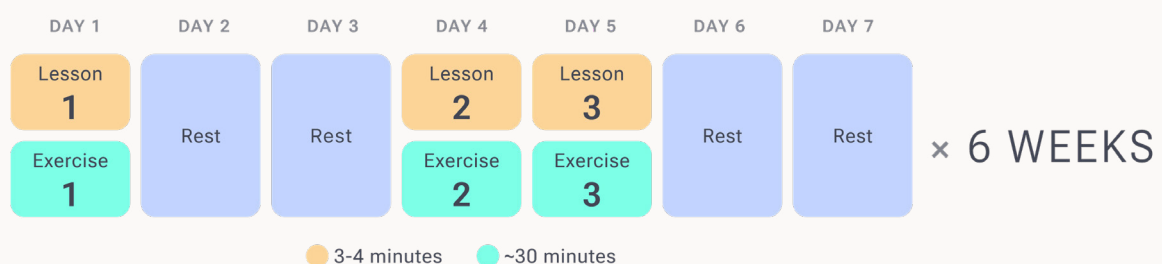 DAY 1 DAY 2 DAY 3 DAY 4 DAY 5 DAY 6 DAY 7
Lesson
1
Exercise
1
Rest
Rest
Lesson
2
Exercise
2
Lesson
3
Exercise
3
Rest
Rest
× 6 WEEKS
3-4 minutes ~30 minutes